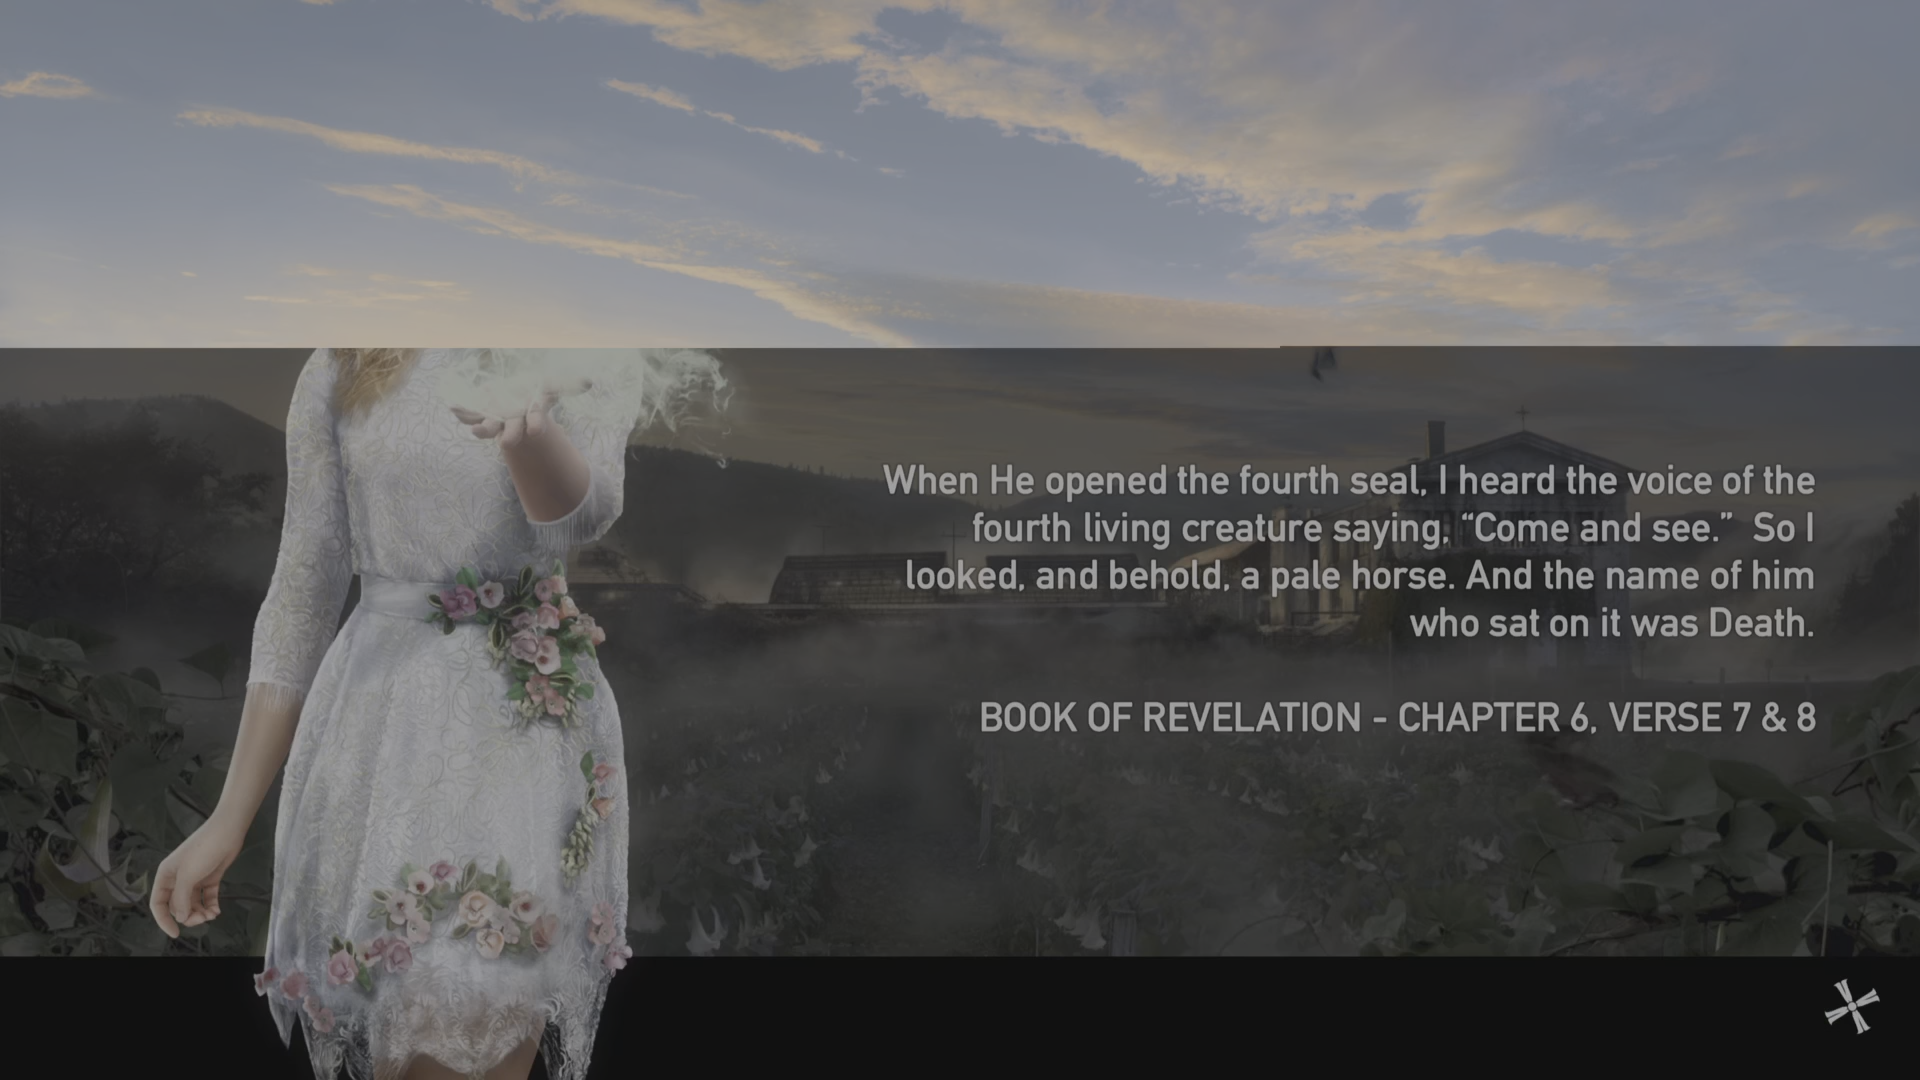 When He opened the fourth seal, I heard the voice of the
fourth living creature saying, “Come and see.”  So I
looked, and behold, a pale horse. And the name of him
who sat on it was Death.
BOOK OF REVELATION - CHAPTER 6, VERSE 7 & 8